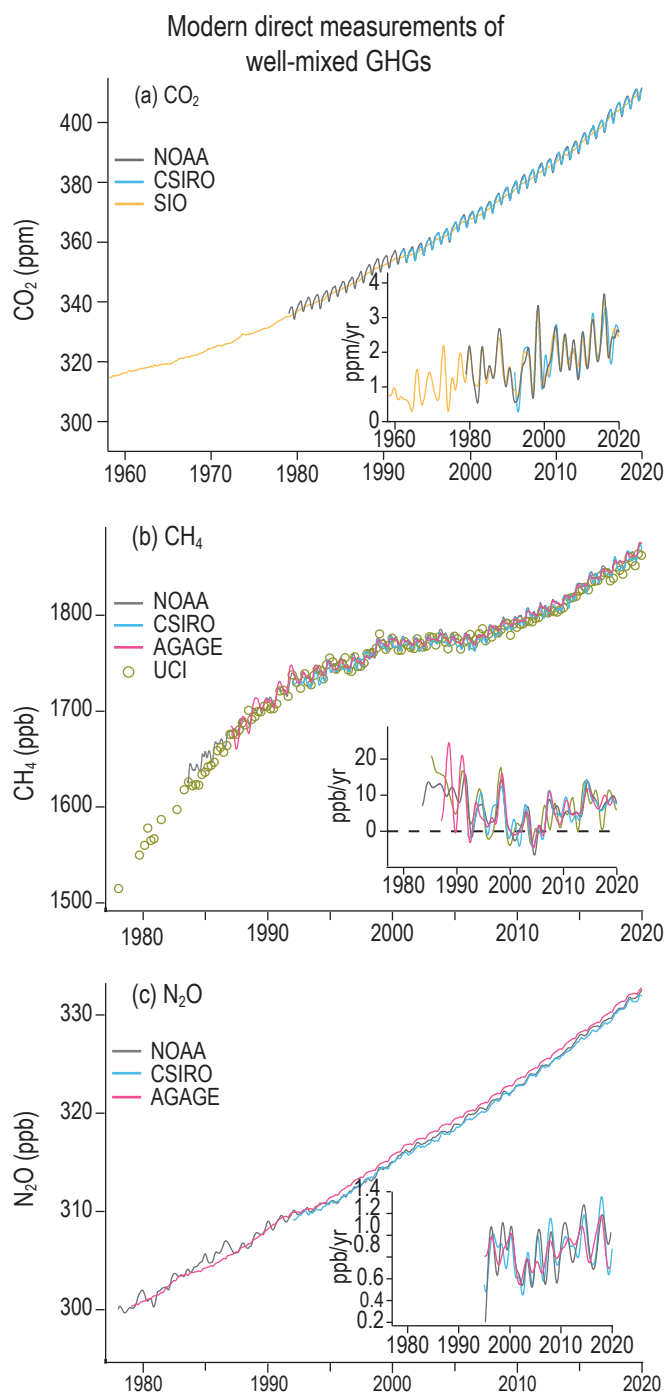 Modern direct measurements of
well-mixed GHGs
(a) CO₂
NOAA
CSIRO
SIO
CO₂ (ppm)
400
380
360
340
320
300
1960
1970
1980
1990
2000
2010
2020
ppm/yr
4
3
2
1
0
1960
1980
2000
2020
(b) CH₄
NOAA
CSIRO
AGAGE
UCI
CH₄ (ppb)
1800
1700
1600
1500
1980
1990
2000
2010
2020
ppb/yr
20
10
0
1980
1990
2000
2010
2020
(c) N₂O
NOAA
CSIRO
AGAGE
N₂O (ppb)
330
320
310
300
1980
1990
2000
2010
2020
ppb/yr
1.4
1.2
1.0
0.8
0.6
0.4
0.2
1980
1990
2000
2010
2020